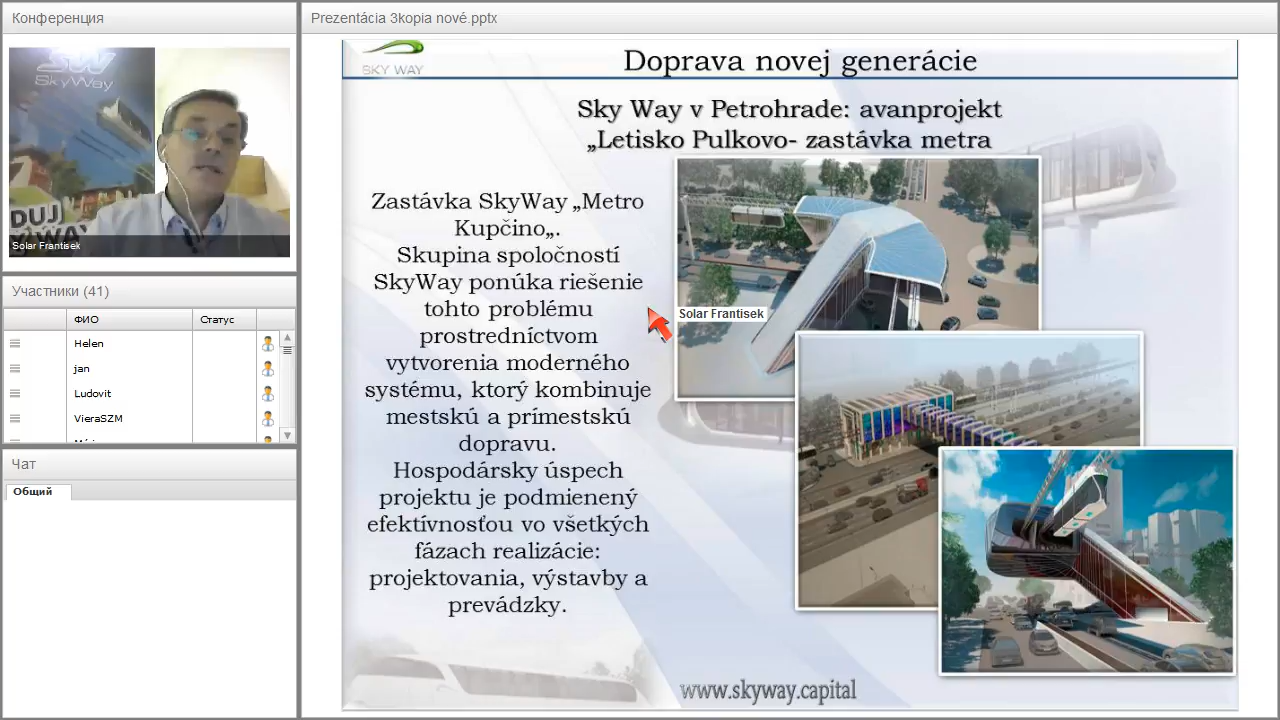 Конференция
SkyWay
DUJ
Solar Frantisek
Участники (41)
ФИО
Статус
Helen
jan
Ludovit
VieraSZM
Чат
Общий
Prezentácia 3kopia nové.pptx
SKY WAY
Doprava novej generácie
Sky Way v Petrohrade: avanprojekt
„Letisko Pulkovo- zastávka metra
Zastávka SkyWay „Metro
Kupčino„.
Skupina spoločností
SkyWay ponúka riešenie
tohto problému
prostredníctvom
vytvorenia moderného
systému, ktorý kombinuje
mestskú a prímestskú
dopravu.
Hospodársky úspech
projektu je podmienený
efektívnosťou vo všetkých
fázach realizácie:
projektovania, výstavby a
prevádzky.
Solar Frantisek
www.skyway.capital